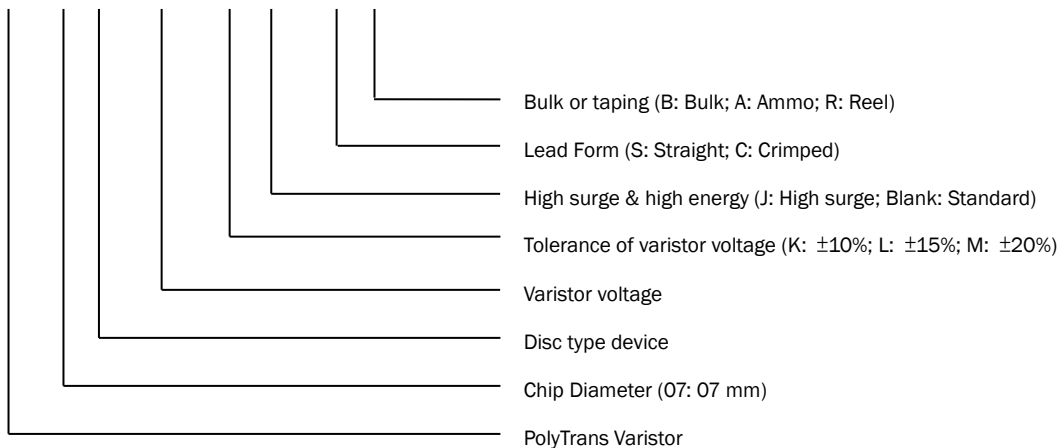 Bulk or taping (B: Bulk; A: Ammo; R: Reel)
Lead Form (S: Straight; C: Crimped)
High surge & high energy (J: High surge; Blank: Standard)
Tolerance of varistor voltage (K: ±10%; L: ±15%; M: ±20%)
Varistor voltage
Disc type device
Chip Diameter (07: 07 mm)
PolyTrans Varistor